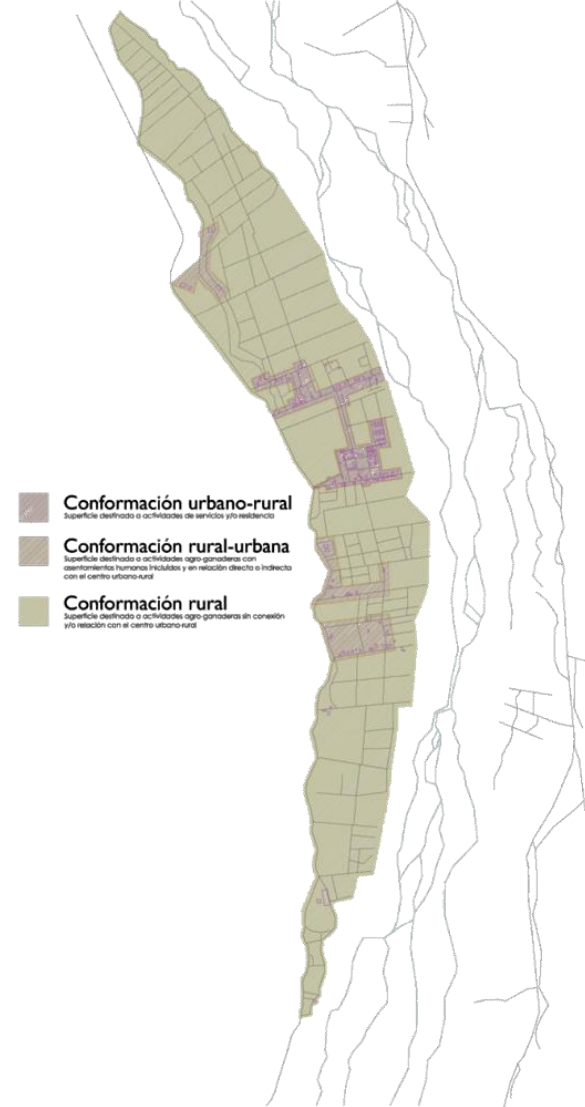 Conformación urbano-rural
Superficie destinado a actividades de servicios y/o residencia
Conformación rural-urbana
Superficie destinado a actividades agro-ganaderas con
asentamientos humanos inlcluídos y en relación directa o indirecta
con el centro urbano-rural
Conformación rural
Superficie destinado a actividades agro-ganaderas sin conexión
y/o relación con el centro urbano-rural